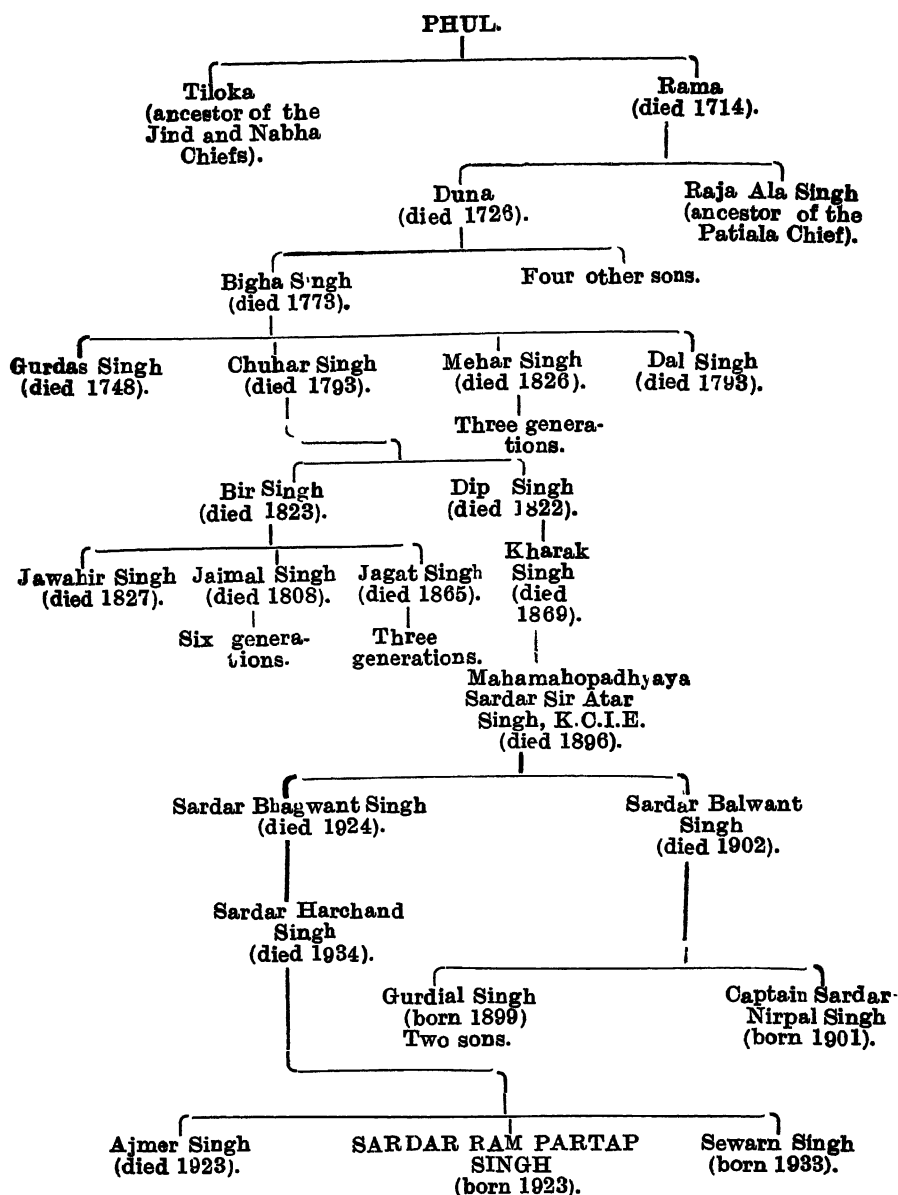 PHUL.
Tiloka
(ancestor of the
Jind and Nabha
Chiefs).
Rama
(died 1714).
Duna
(died 1726).
Raja Ala Singh
(ancestor of the
Patiala Chief).
Bigha Singh
(died 1773).
Four other sons.
Gurdas Singh
(died 1748).
Chuhar Singh
(died 1793).
Mehar Singh
(died 1826).
Dal Singh
(died 1793).
Three genera-
tions.
Bir Singh
(died 1823).
Dip Singh
(died 1822).
Jawahir Singh
(died 1827).
Jaimal Singh
(died 1808).
Jagat Singh
(died 1865).
Kharak
Singh
(died
1869).
Six genera-
tions.
Three
generations.
Mahamahopadhyaya
Sardar Sir Atar
Singh, K.C.I.E.
(died 1896).
Sardar Bhagwant Singh
(died 1924).
Sardar Balwant
Singh
(died 1902).
Sardar Harchand
Singh
(died 1934).
Gurdial Singh
(born 1899)
Two sons.
Captain Sardar
Nirpal Singh
(born 1901).
Ajmer Singh
(died 1923).
SARDAR RAM PARTAP
SINGH
(born 1923).
Sewarn Singh
(born 1933).